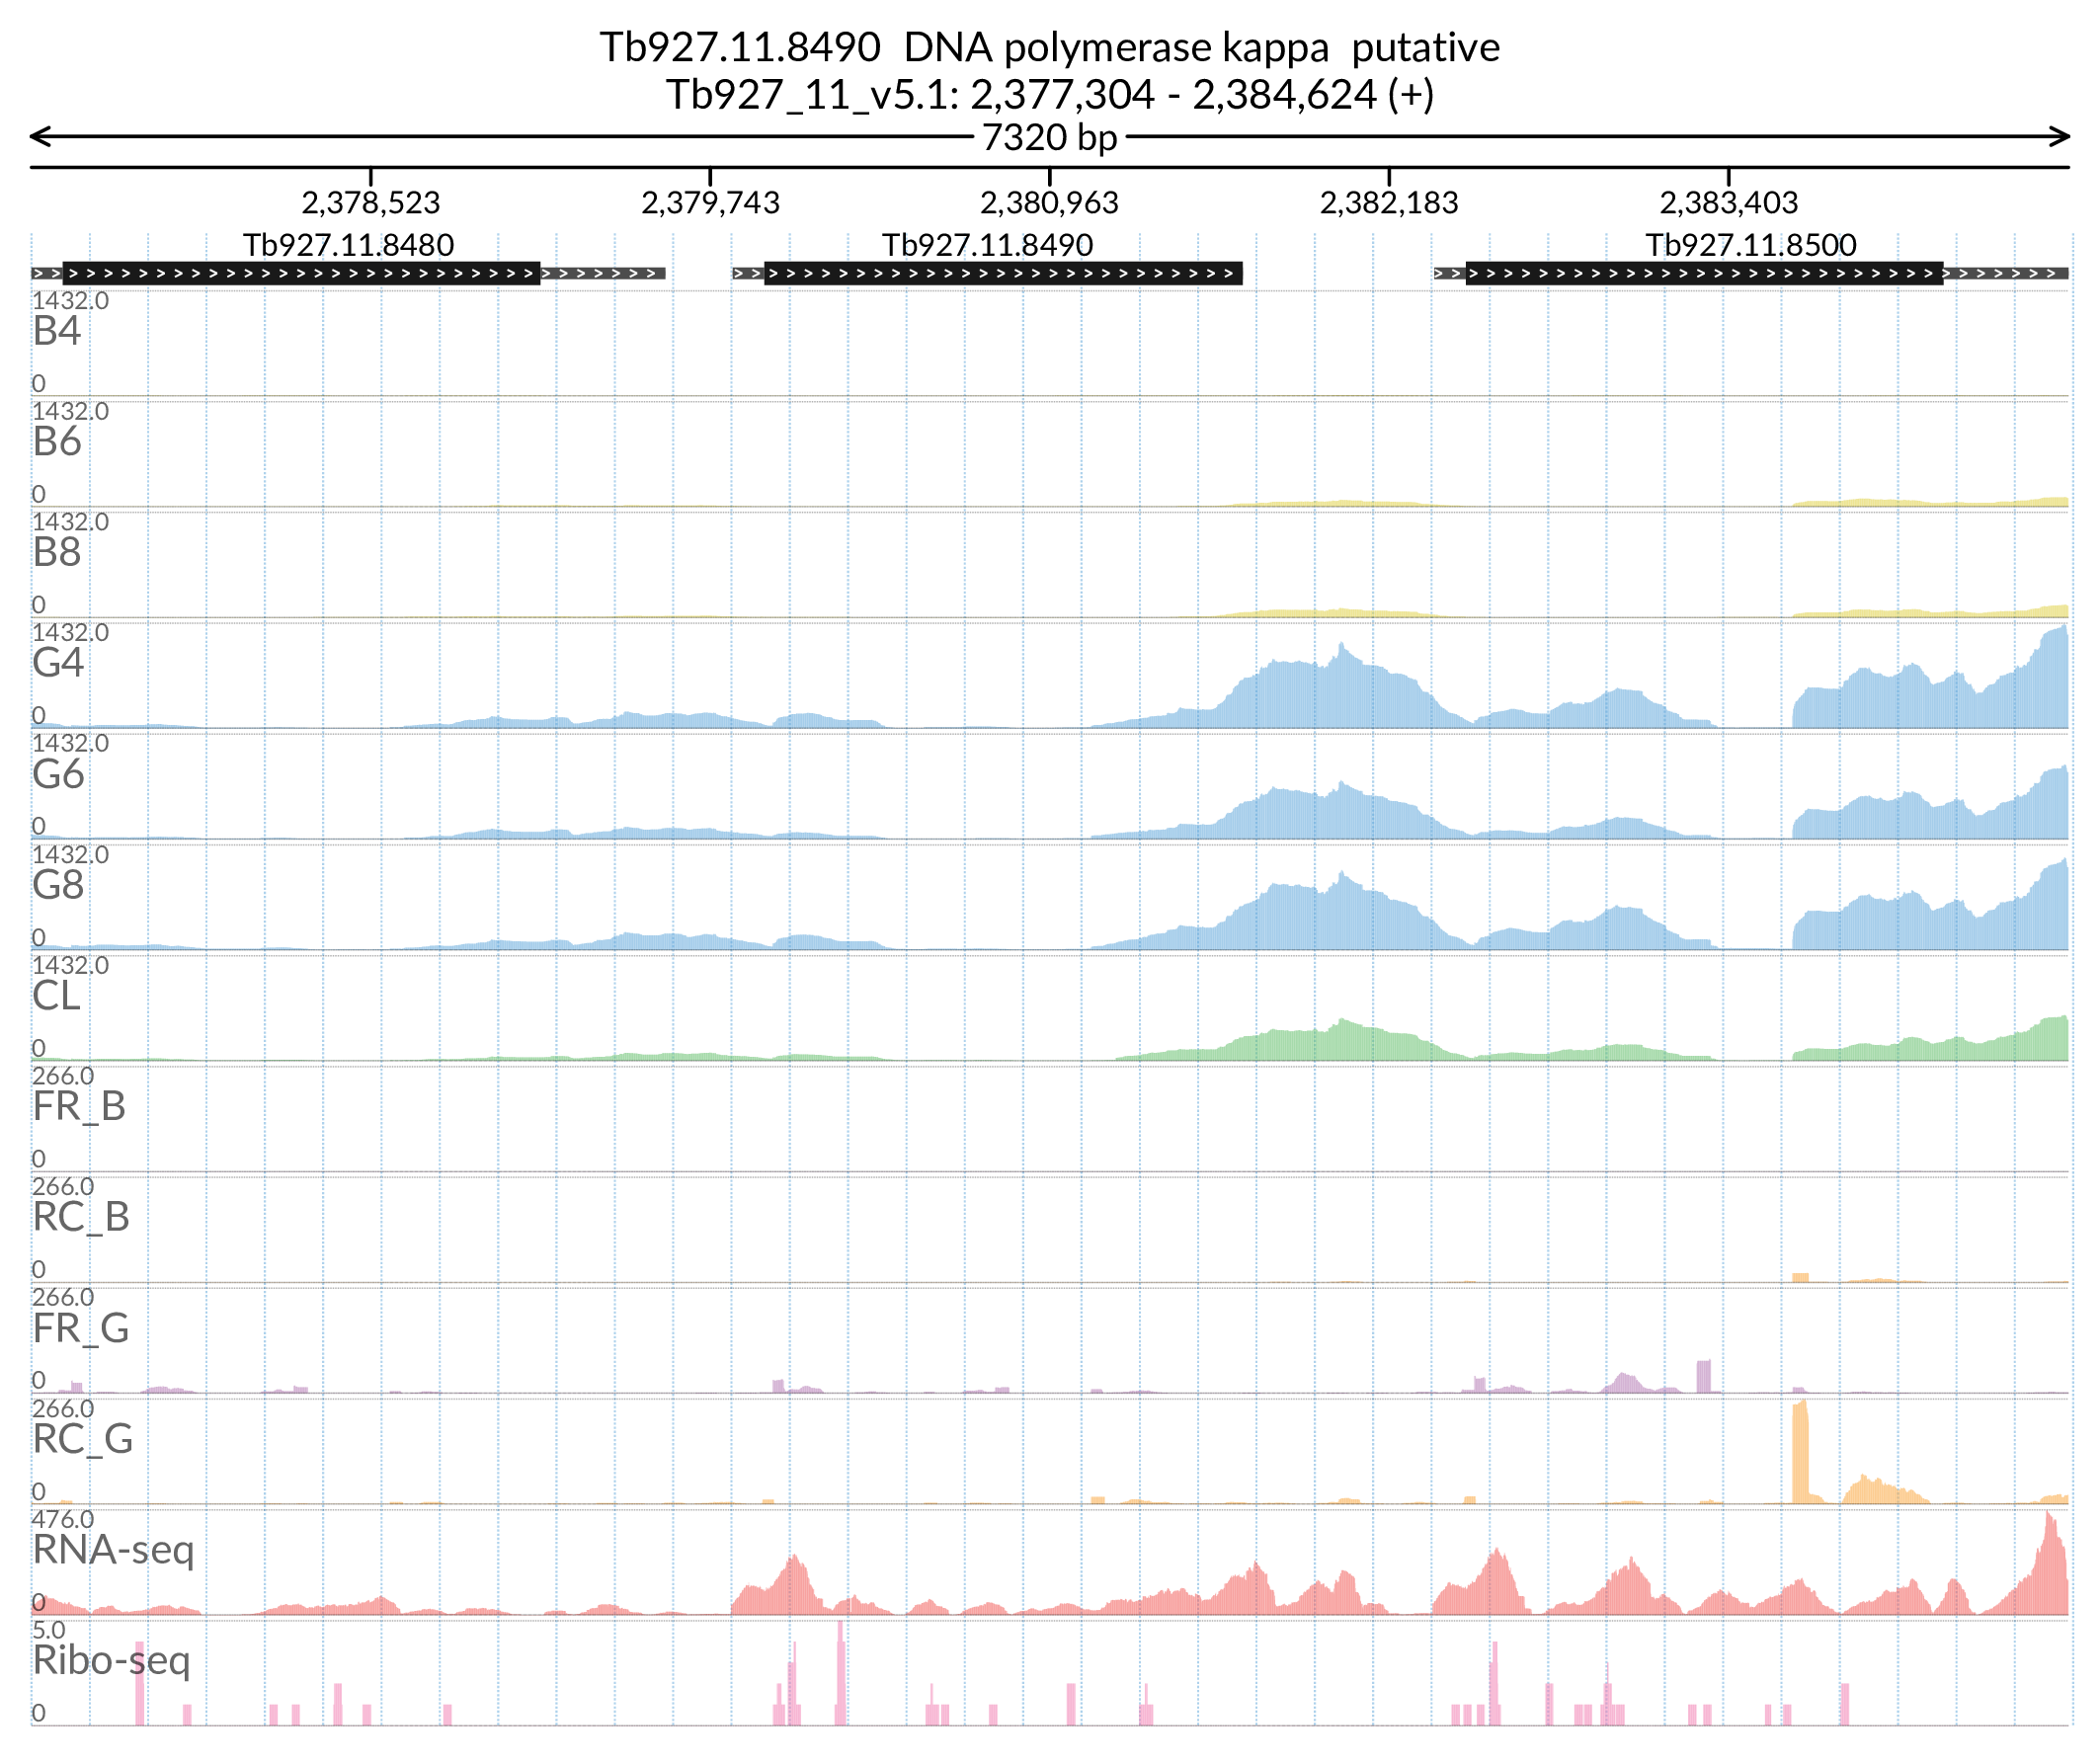 Tb927.11.8490  DNA polymerase kappa  putative
Tb927_11_v5.1: 2,377,304 - 2,384,624 (+)
7320 bp
2,378,523 2,379,743 2,380,963 2,382,183 2,383,403
Tb927.11.8480 Tb927.11.8490 Tb927.11.8500
1432.0
B4
0
1432.0
B6
0
1432.0
B8
0
1432.0
G4
0
1432.0
G6
0
1432.0
G8
0
1432.0
CL
0
266.0
FR_B
0
266.0
RC_B
0
266.0
FR_G
0
266.0
RC_G
0
476.0
RNA-seq
0
5.0
Ribo-seq
0